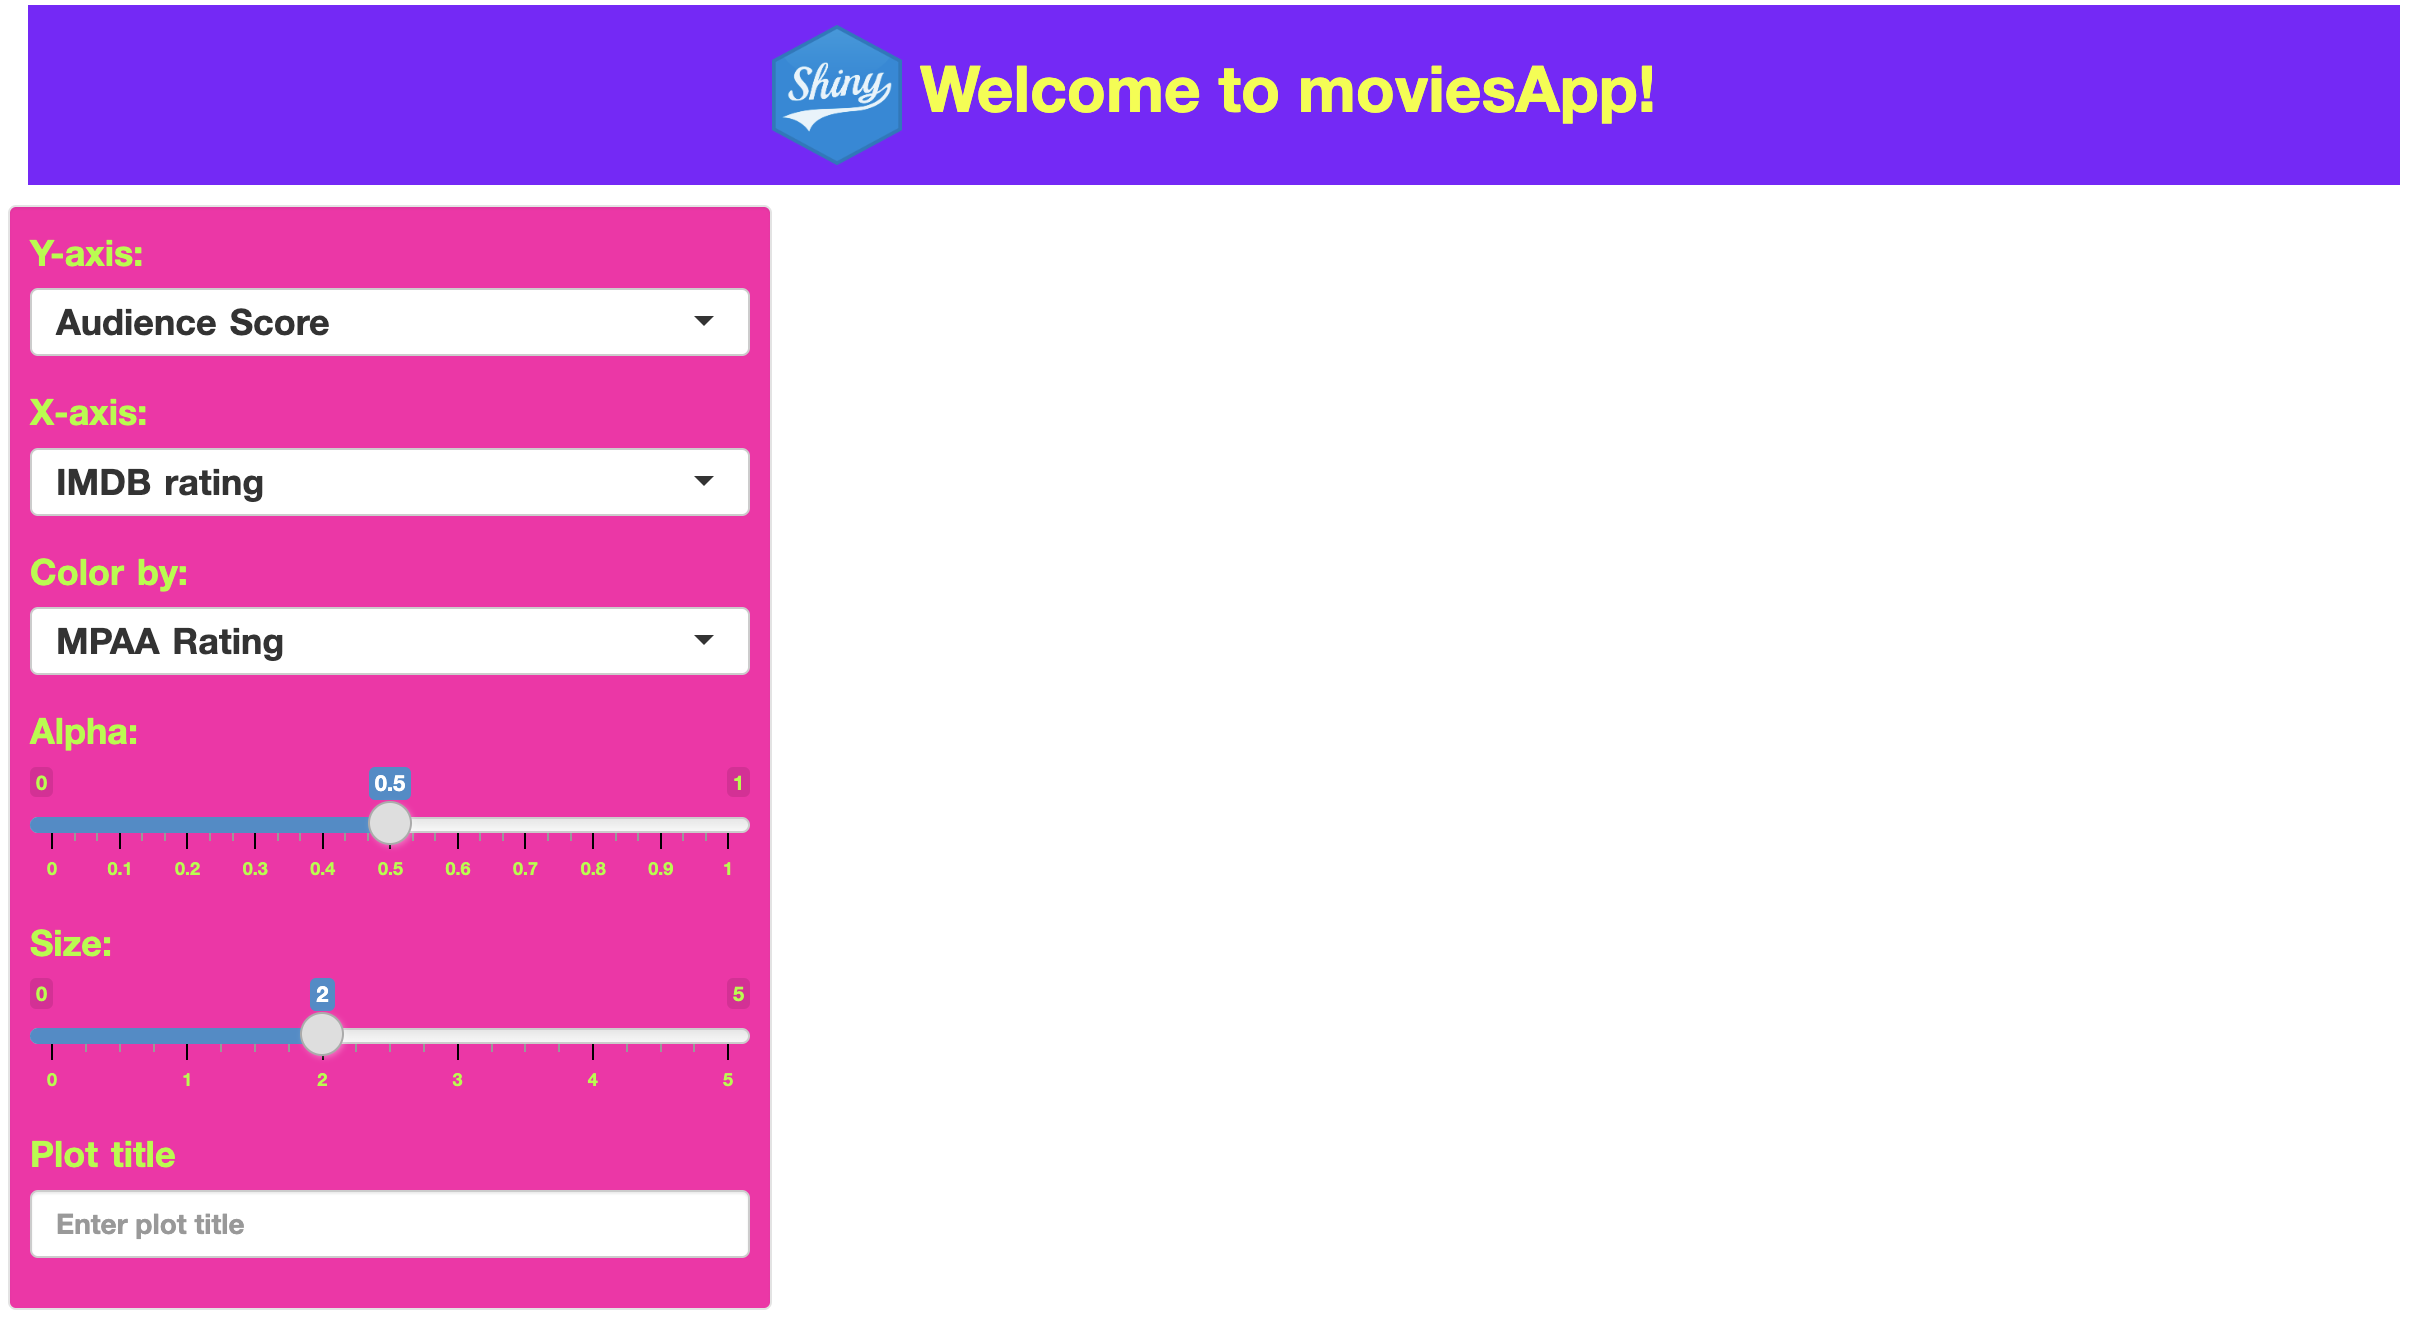 Shiny Welcome to moviesApp!
Y-axis:
Audience Score
X-axis:
IMDB rating
Color by:
MPAA Rating
Alpha:
0 0.5 1
0 0.1 0.2 0.3 0.4 0.5 0.6 0.7 0.8 0.9 1
Size:
0 2 5
0 1 2 3 4 5
Plot title
Enter plot title